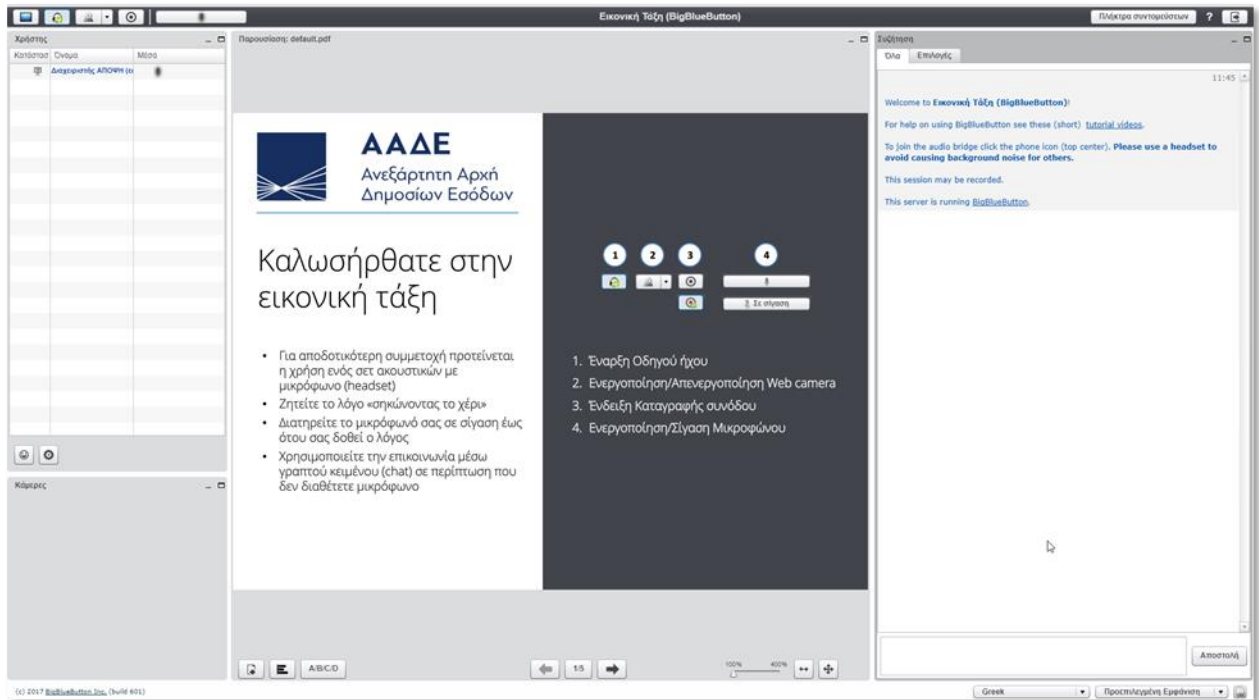 Εικονική Τάξη (BigBlueButton)
Πλήκτρα συντομεύσεων
?
Χρήστης
Κατάστασ Όνομα Μέσα
Διαχειριστής ΑΠΟΨΗ (ε
Κάμερες
Παρουσίαση: default.pdf
ΑΑΔΕ
Ανεξάρτητη Αρχή
Δημοσίων Εσόδων
Καλωσήρθατε στην
εικονική τάξη
• Για αποδοτικότερη συμμετοχή προτείνεται
η χρήση ενός σετ ακουστικών με
μικρόφωνο (headset)
• Ζητείτε το λόγο «σηκώνοντας το χέρι»
• Διατηρείτε το μικρόφωνό σας σε σίγαση έως
ότου σας δοθεί ο λόγος
• Χρησιμοποιείτε την επικοινωνία μέσω
γραπτού κειμένου (chat) σε περίπτωση που
δεν διαθέτετε μικρόφωνο
1 2 3 4
Σε σίγαση
1. Έναρξη Οδηγού ήχου
2. Ενεργοποίηση/Απενεργοποίηση Web camera
3. Ένδειξη Καταγραφής συνόδου
4. Ενεργοποίηση/Σίγαση Μικροφώνου
A/B/C/D
1/5
100% 400%
Συζήτηση
Όλα Επιλογές
11:45
Welcome to Εικονική Τάξη (BigBlueButton)!
For help on using BigBlueButton see these (short) tutorial videos.
To join the audio bridge click the phone icon (top center). Please use a headset to
avoid causing background noise for others.
This session may be recorded.
This server is running BigBlueButton.
Αποστολή
(c) 2017 BigBlueButton Inc. (build 601)
Greek
Προεπιλεγμένη Εμφάνιση